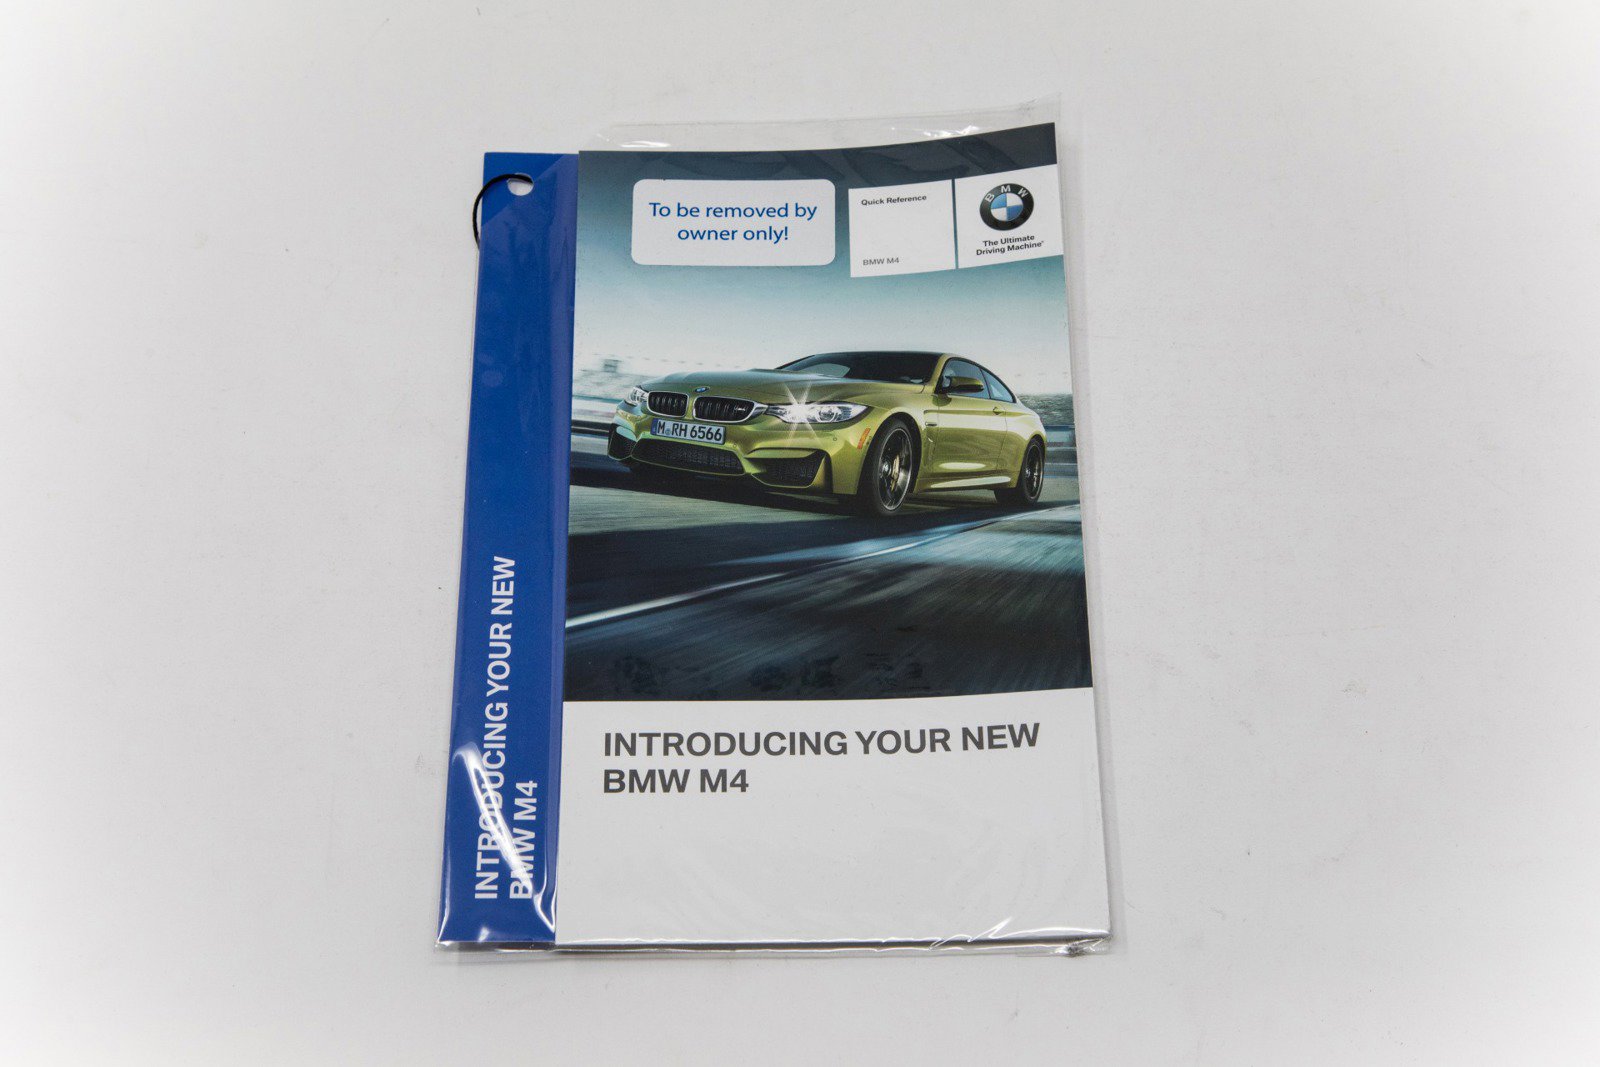 To be removed by
owner only!
Quick Reference
BMW M4
BMW
The Ultimate
Driving Machine®
M RH 6566
INTRODUCING YOUR NEW
BMW M4
INTRODUCING YOUR NEW
BMW M4